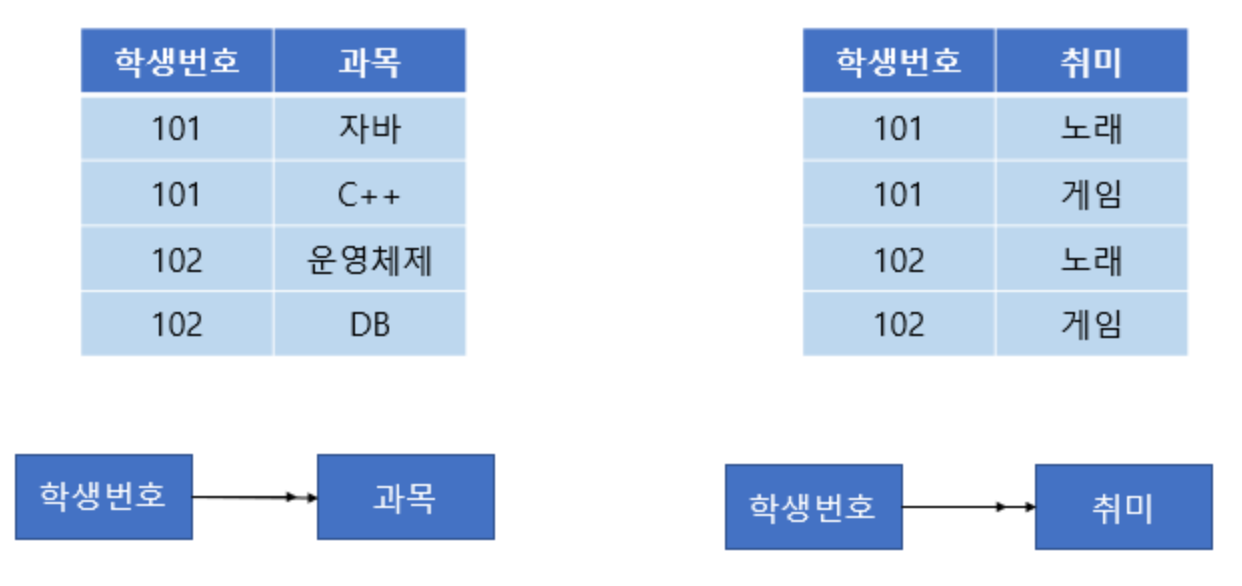 학생번호 과목
101 자바
101 C++
102 운영체제
102 DB
학생번호 취미
101 노래
101 게임
102 노래
102 게임
학생번호 과목
학생번호 취미